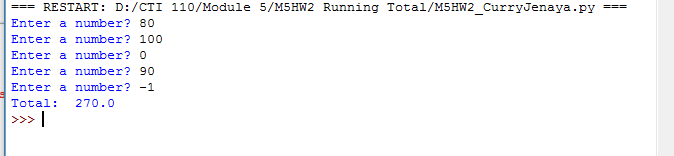 === RESTART: D:/CTI 110/Module 5/M5HW2 Running Total/M5HW2_CurryJenaya.py ===
Enter a number? 80
Enter a number? 100
Enter a number? 0
Enter a number? 90
Enter a number? -1
Total:  270.0
>>>